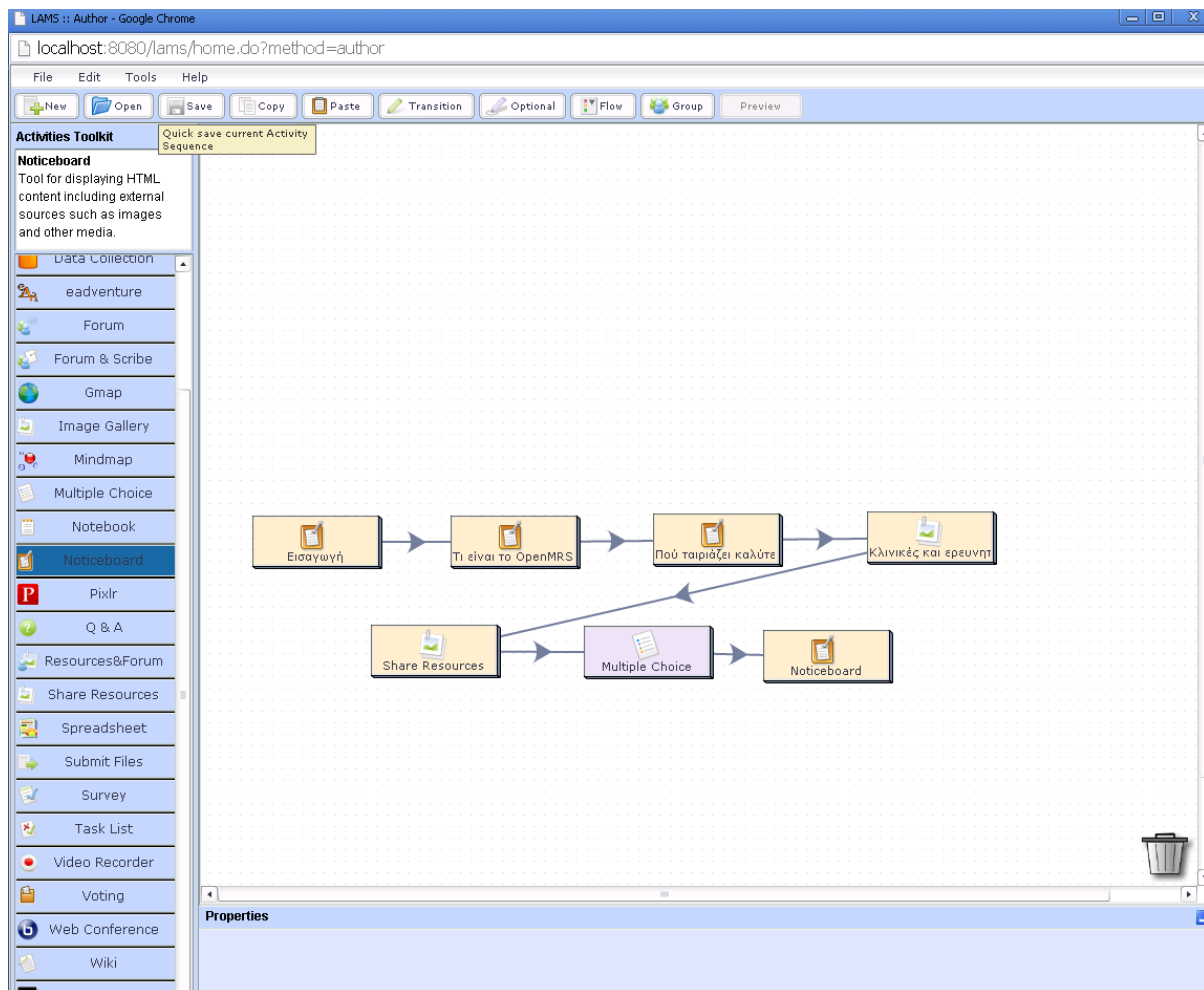 LAMS :: Author - Google Chrome
localhost:8080/lams/home.do?method=author
File Edit Tools Help
New Open Save Copy Paste Transition Optional Flow Group Preview
Activities Toolkit
Quick save current Activity
Sequence
Noticeboard
Tool for displaying HTML
content including external
sources such as images
and other media.
Data Collection
eadventure
Forum
Forum & Scribe
Gmap
Image Gallery
Mindmap
Multiple Choice
Notebook
Noticeboard
Pixlr
Q & A
Resources&Forum
Share Resources
Spreadsheet
Submit Files
Survey
Task List
Video Recorder
Voting
Web Conference
Wiki
Εισαγωγή
Τι είναι το OpenMRS
Πού ταιριάζει καλύτε
Κλινικές και ερευνητ
Share Resources
Multiple Choice
Noticeboard
Properties